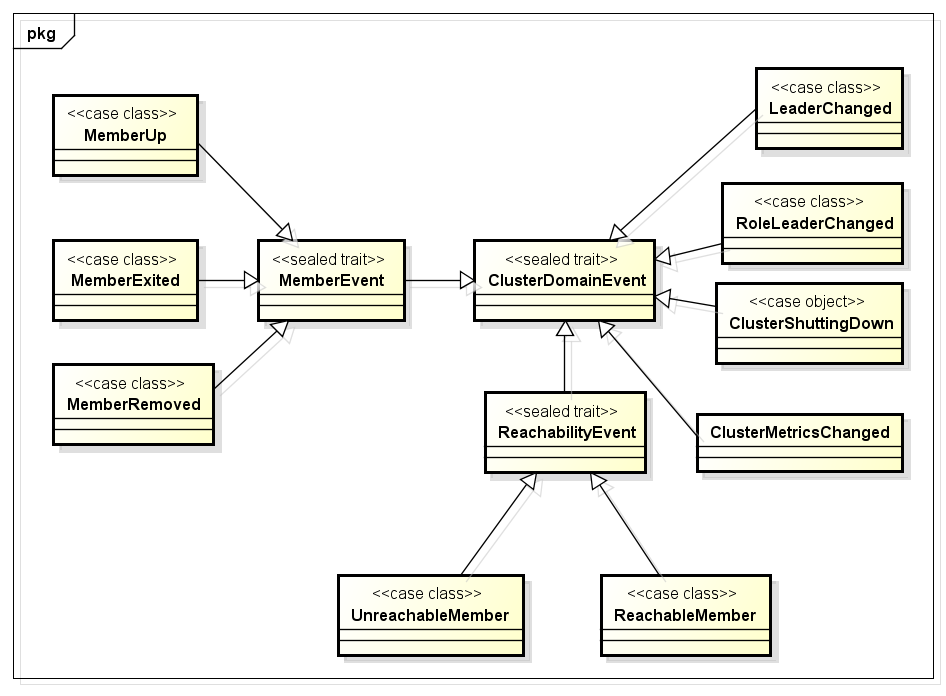 pkg
<<case class>>
LeaderChanged
<<case class>>
MemberUp
<<case class>>
RoleLeaderChanged
<<case class>>
MemberExited
<<sealed trait>>
MemberEvent
<<sealed trait>>
ClusterDomainEvent
<<case object>>
ClusterShuttingDown
<<case class>>
MemberRemoved
<<sealed trait>>
ReachabilityEvent
ClusterMetricsChanged
<<case class>>
UnreachableMember
<<case class>>
ReachableMember